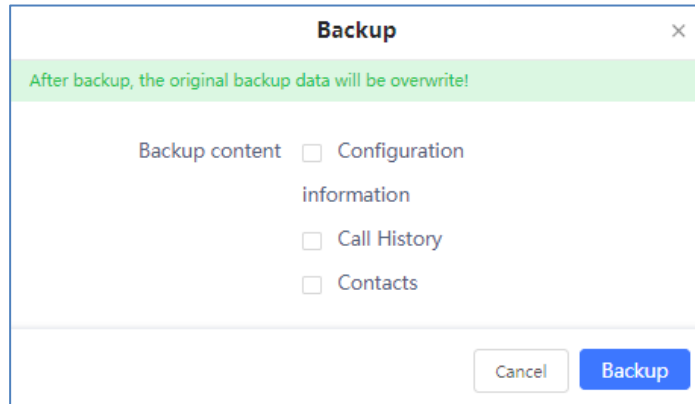 Backup
After backup, the original backup data will be overwrite!
Backup content Configuration
information
Call History
Contacts
Cancel Backup